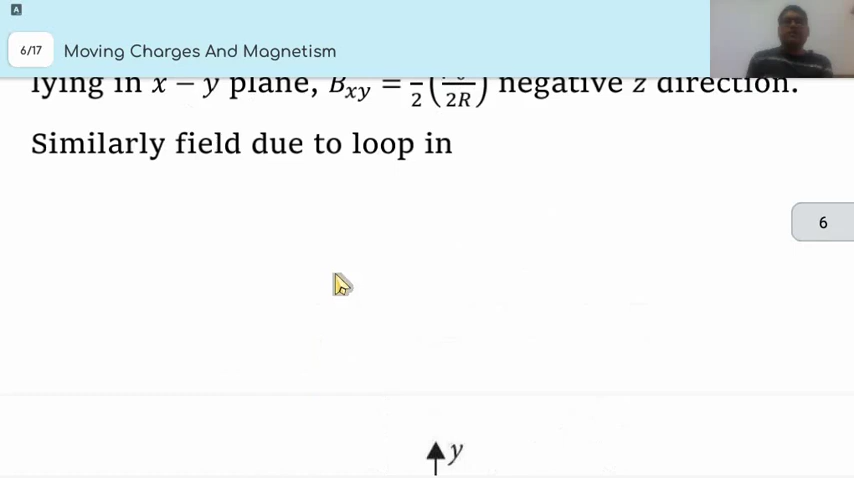 A
6/17 Moving Charges And Magnetism
lying in x − y plane, B_xy = 1/2 ( /2R) negative z direction.
Similarly field due to loop in
6
y